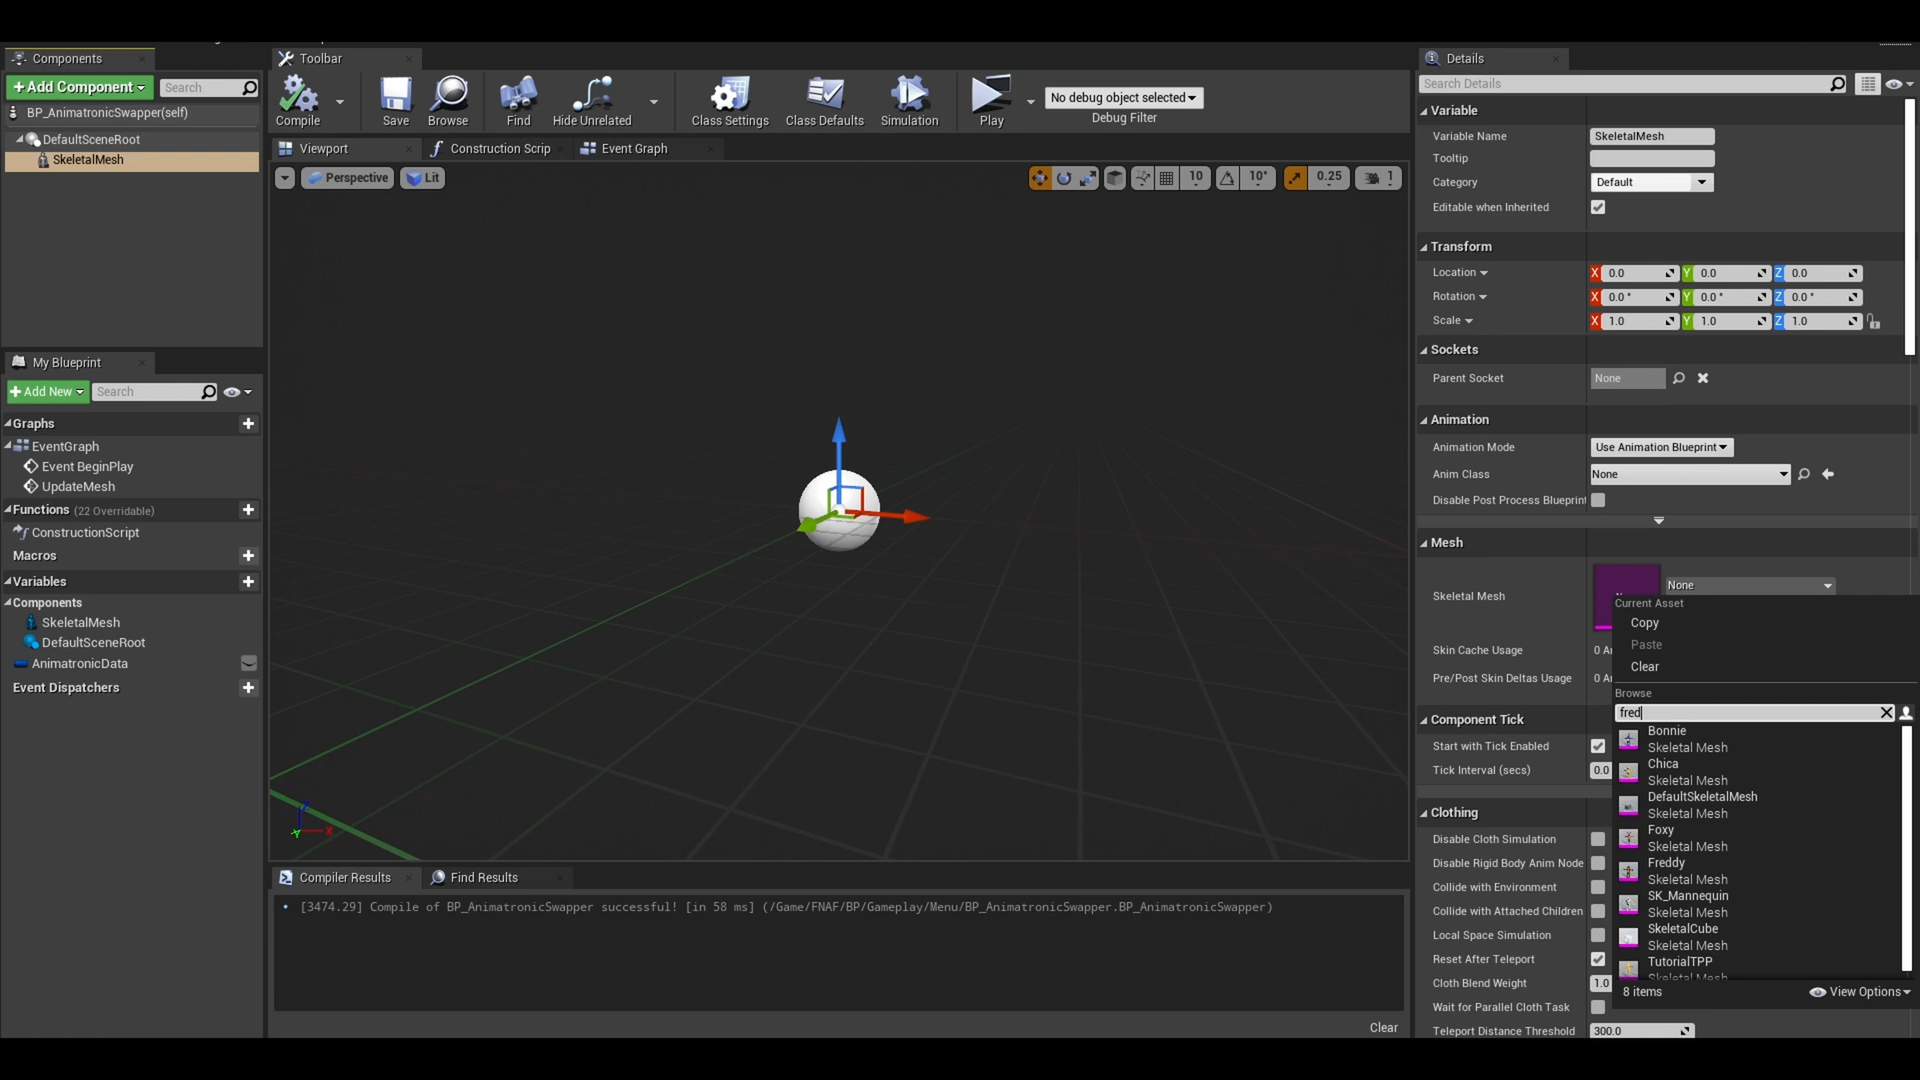 Components
Add Component
Search
BP_AnimatronicSwapper(self)
DefaultSceneRoot
SkeletalMesh
My Blueprint
Add New
Search
Graphs
EventGraph
Event BeginPlay
UpdateMesh
Functions (22 Overridable)
ConstructionScript
Macros
Variables
Components
SkeletalMesh
DefaultSceneRoot
AnimatronicData
Event Dispatchers
Toolbar
Compile
Save
Browse
Find
Hide Unrelated
Class Settings
Class Defaults
Simulation
Play
No debug object selected
Debug Filter
Viewport
Construction Scrip
Event Graph
Perspective
Lit
10
10°
0.25
1
Z
X
Y
Compiler Results
Find Results
[3474.29] Compile of BP_AnimatronicSwapper successful! [in 58 ms] (/Game/FNAF/BP/Gameplay/Menu/BP_AnimatronicSwapper.BP_AnimatronicSwapper)
Clear
Details
Search Details
Variable
Variable Name SkeletalMesh
Tooltip
Category Default
Editable when Inherited
Transform
Location X 0.0 Y 0.0 Z 0.0
Rotation X 0.0 ° Y 0.0 ° Z 0.0 °
Scale X 1.0 Y 1.0 Z 1.0
Sockets
Parent Socket None
Animation
Animation Mode Use Animation Blueprint
Anim Class None
Disable Post Process Blueprint
Mesh
Skeletal Mesh None
Skin Cache Usage 0 Ar
Pre/Post Skin Deltas Usage 0 Ar
Component Tick
Start with Tick Enabled
Tick Interval (secs) 0.0
Clothing
Disable Cloth Simulation
Disable Rigid Body Anim Node
Collide with Environment
Collide with Attached Children
Local Space Simulation
Reset After Teleport
Cloth Blend Weight 1.0
Wait for Parallel Cloth Task
Teleport Distance Threshold 300.0
Current Asset
Copy
Paste
Clear
Browse
fred
Bonnie
Skeletal Mesh
Chica
Skeletal Mesh
DefaultSkeletalMesh
Skeletal Mesh
Foxy
Skeletal Mesh
Freddy
Skeletal Mesh
SK_Mannequin
Skeletal Mesh
SkeletalCube
Skeletal Mesh
TutorialTPP
Skeletal Mesh
8 items
View Options